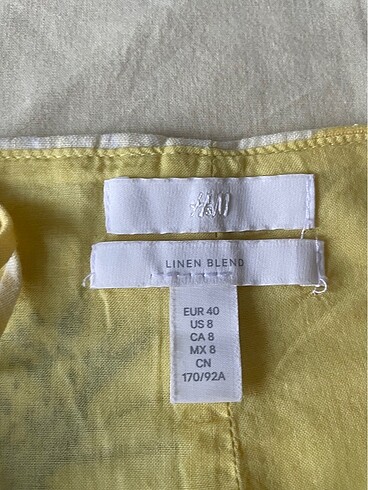 H&M
LINEN BLEND
EUR 40
US 8
CA 8
MX 8
CN
170/92A